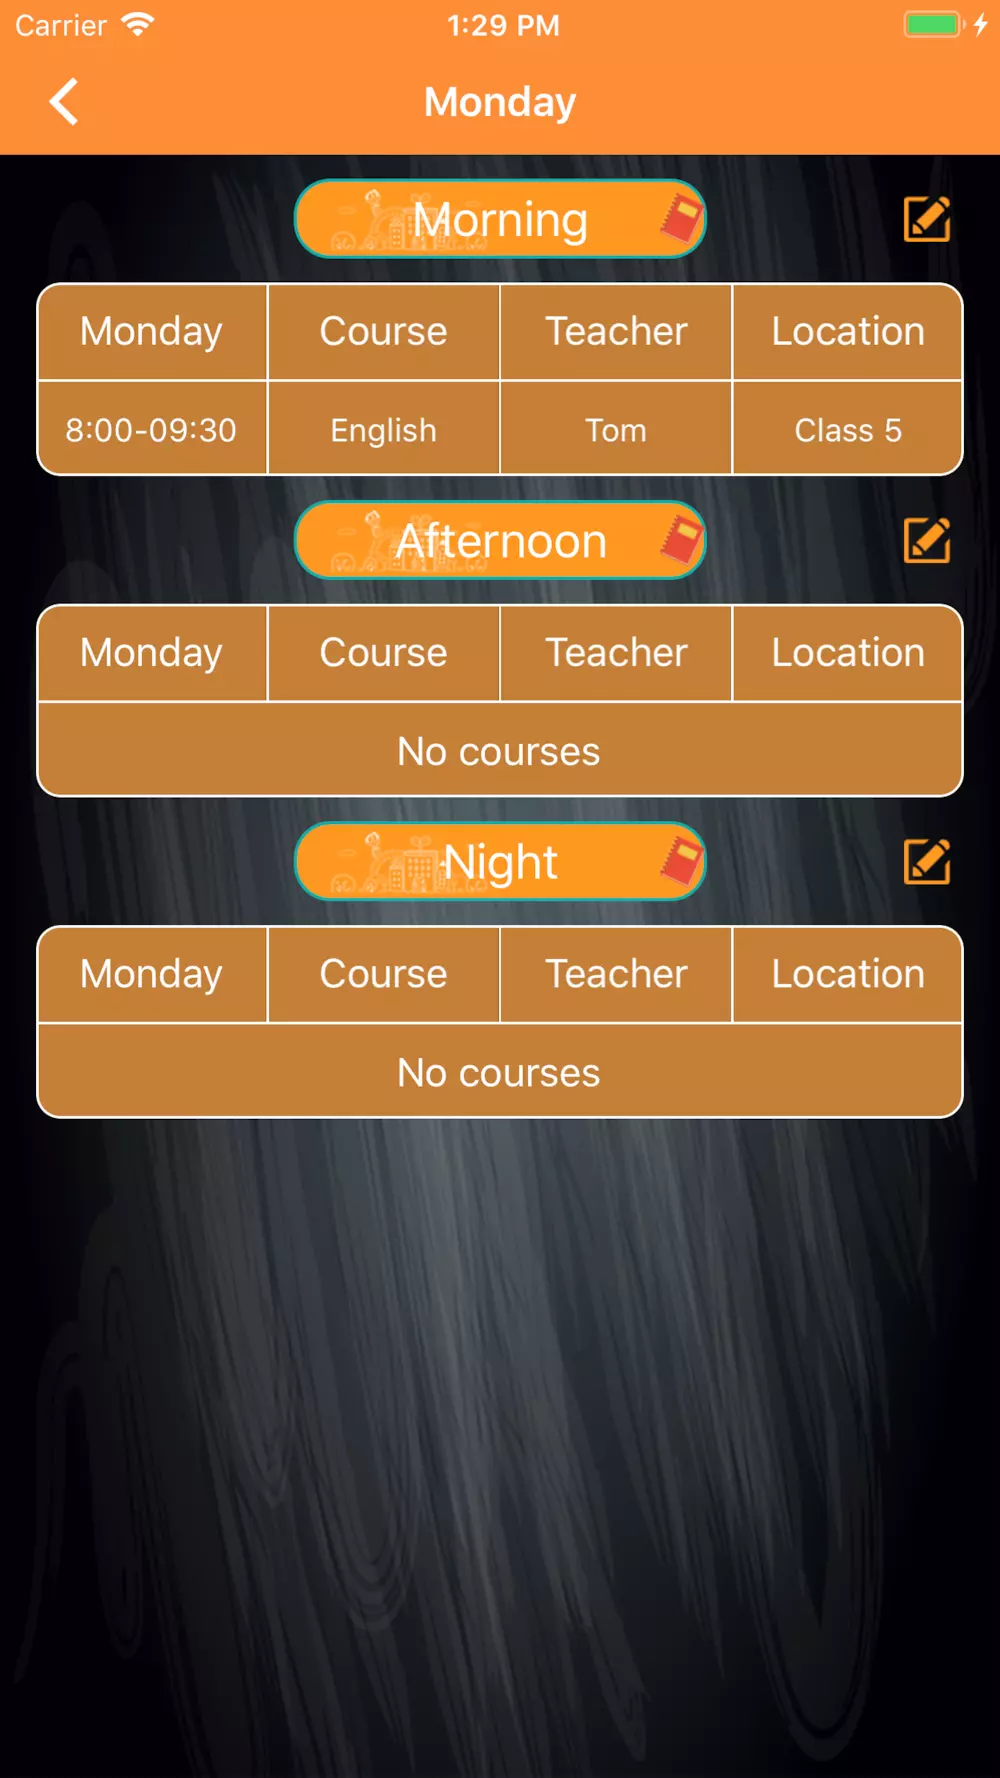 Carrier 1:29 PM
Monday
Morning
Monday Course Teacher Location
8:00-09:30 English Tom Class 5
Afternoon
Monday Course Teacher Location
No courses
Night
Monday Course Teacher Location
No courses